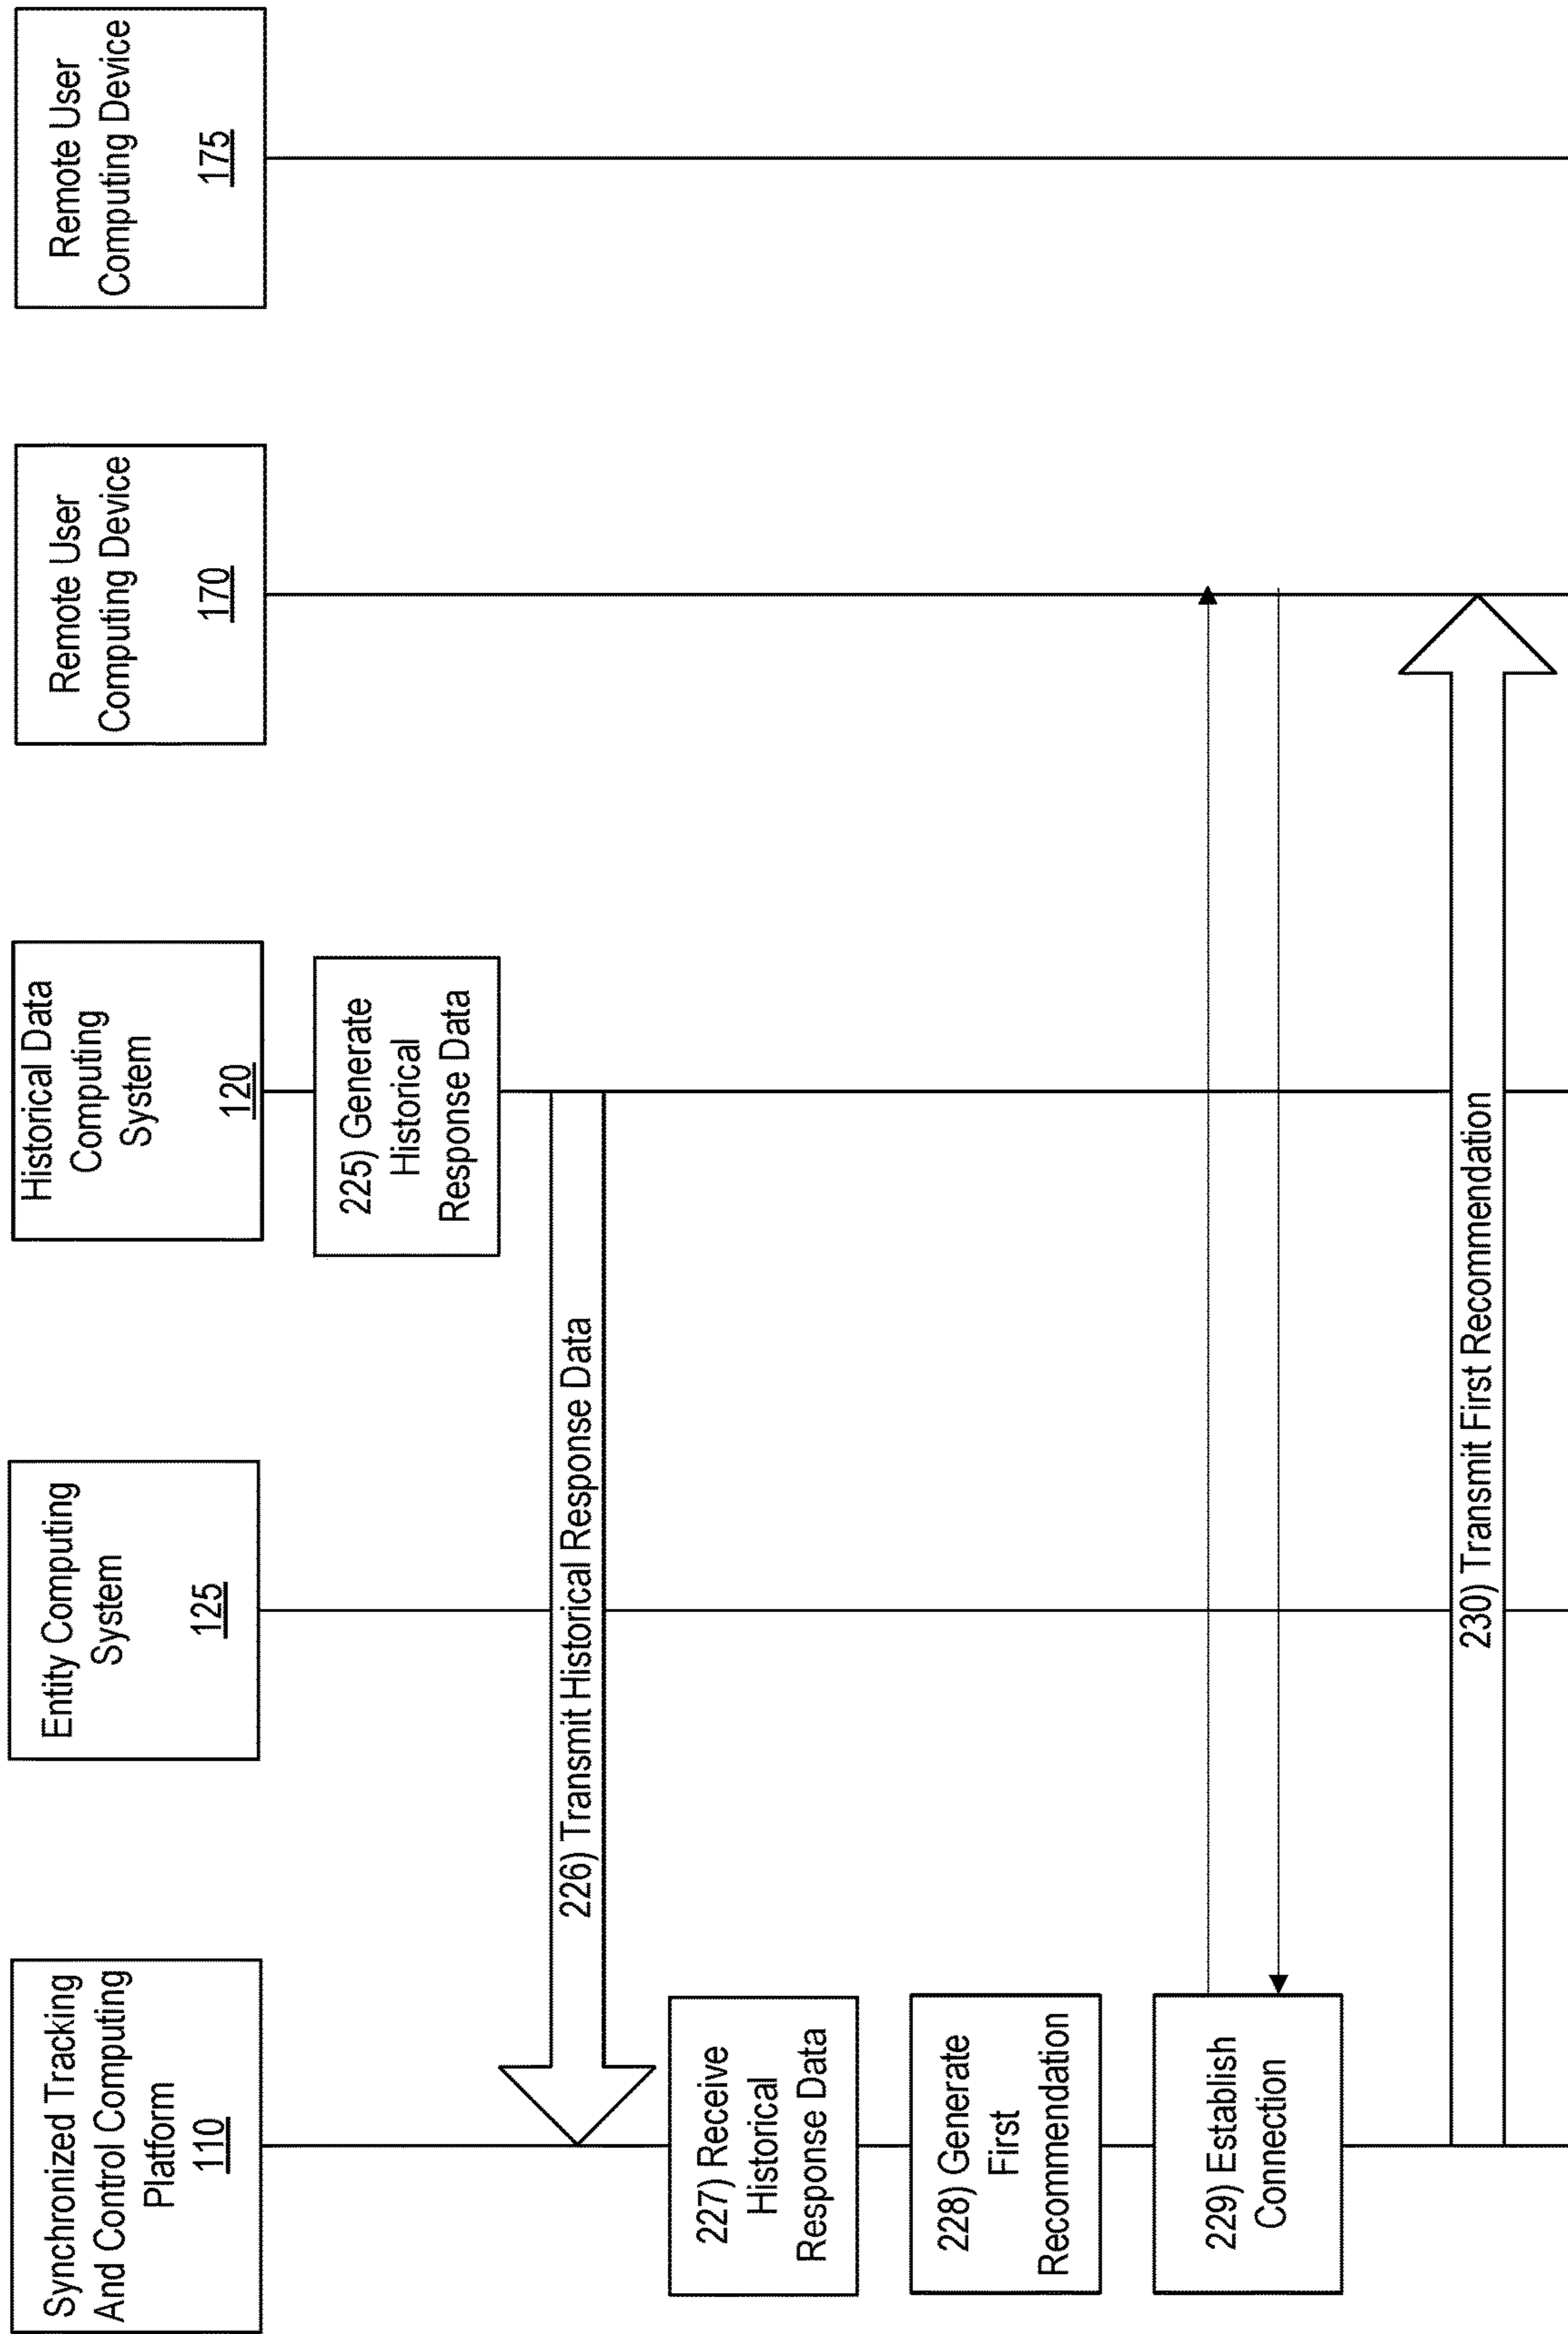 Synchronized Tracking
And Control Computing
Platform
110
Entity Computing
System
125
Historical Data
Computing
System
120
Remote User
Computing Device
170
Remote User
Computing Device
175
225) Generate
Historical
Response Data
226) Transmit Historical Response Data
227) Receive
Historical
Response Data
228) Generate
First
Recommendation
229) Establish
Connection
230) Transmit First Recommendation